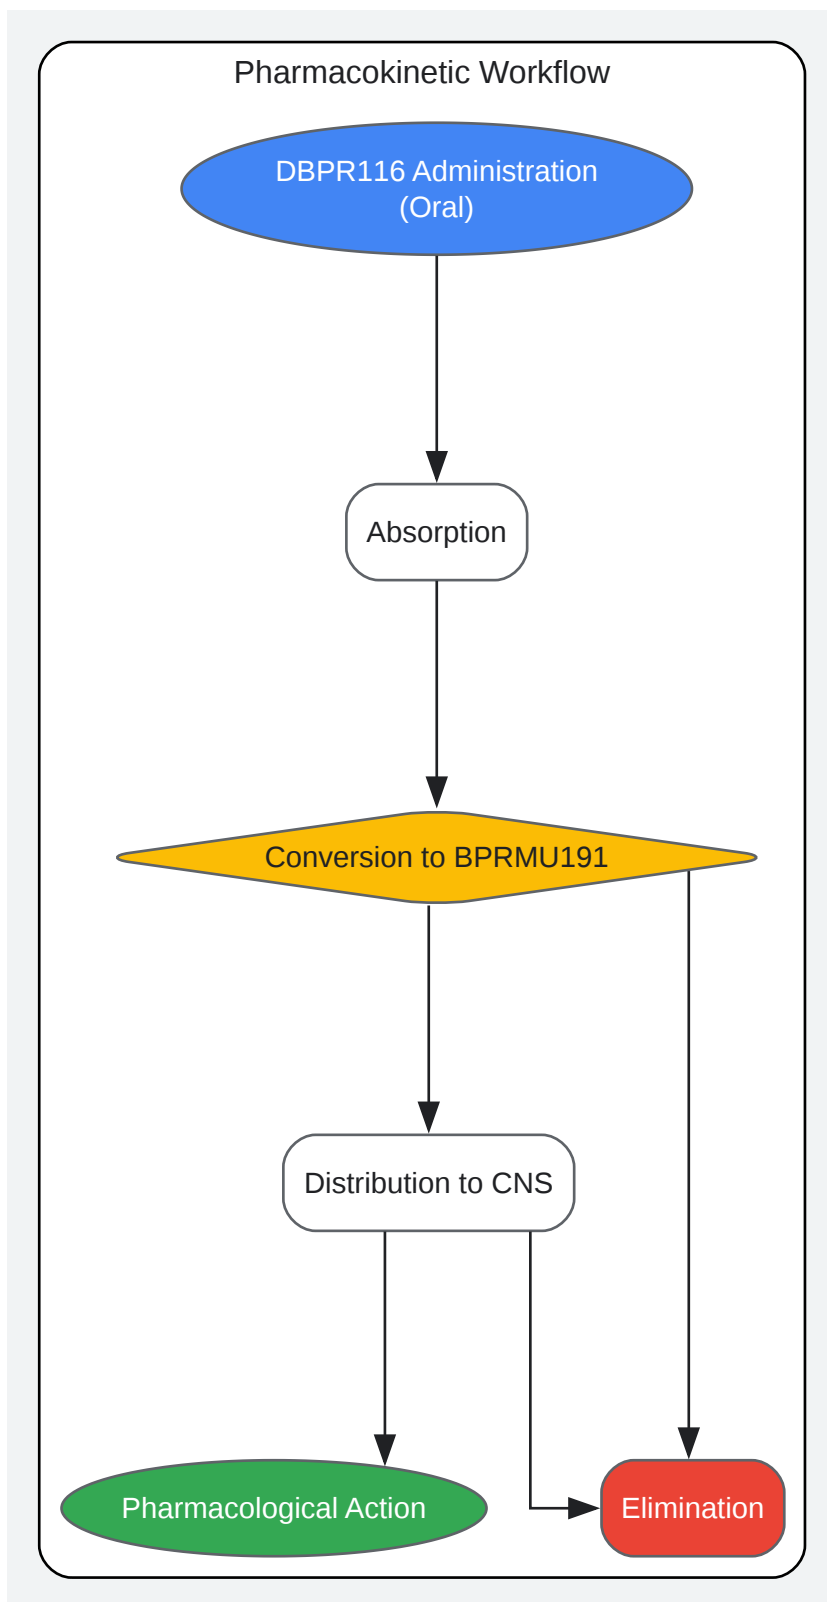 Pharmacokinetic Workflow
DBPR116 Administration
(Oral)
Absorption
Conversion to BPRMU191
Distribution to CNS
Pharmacological Action
Elimination